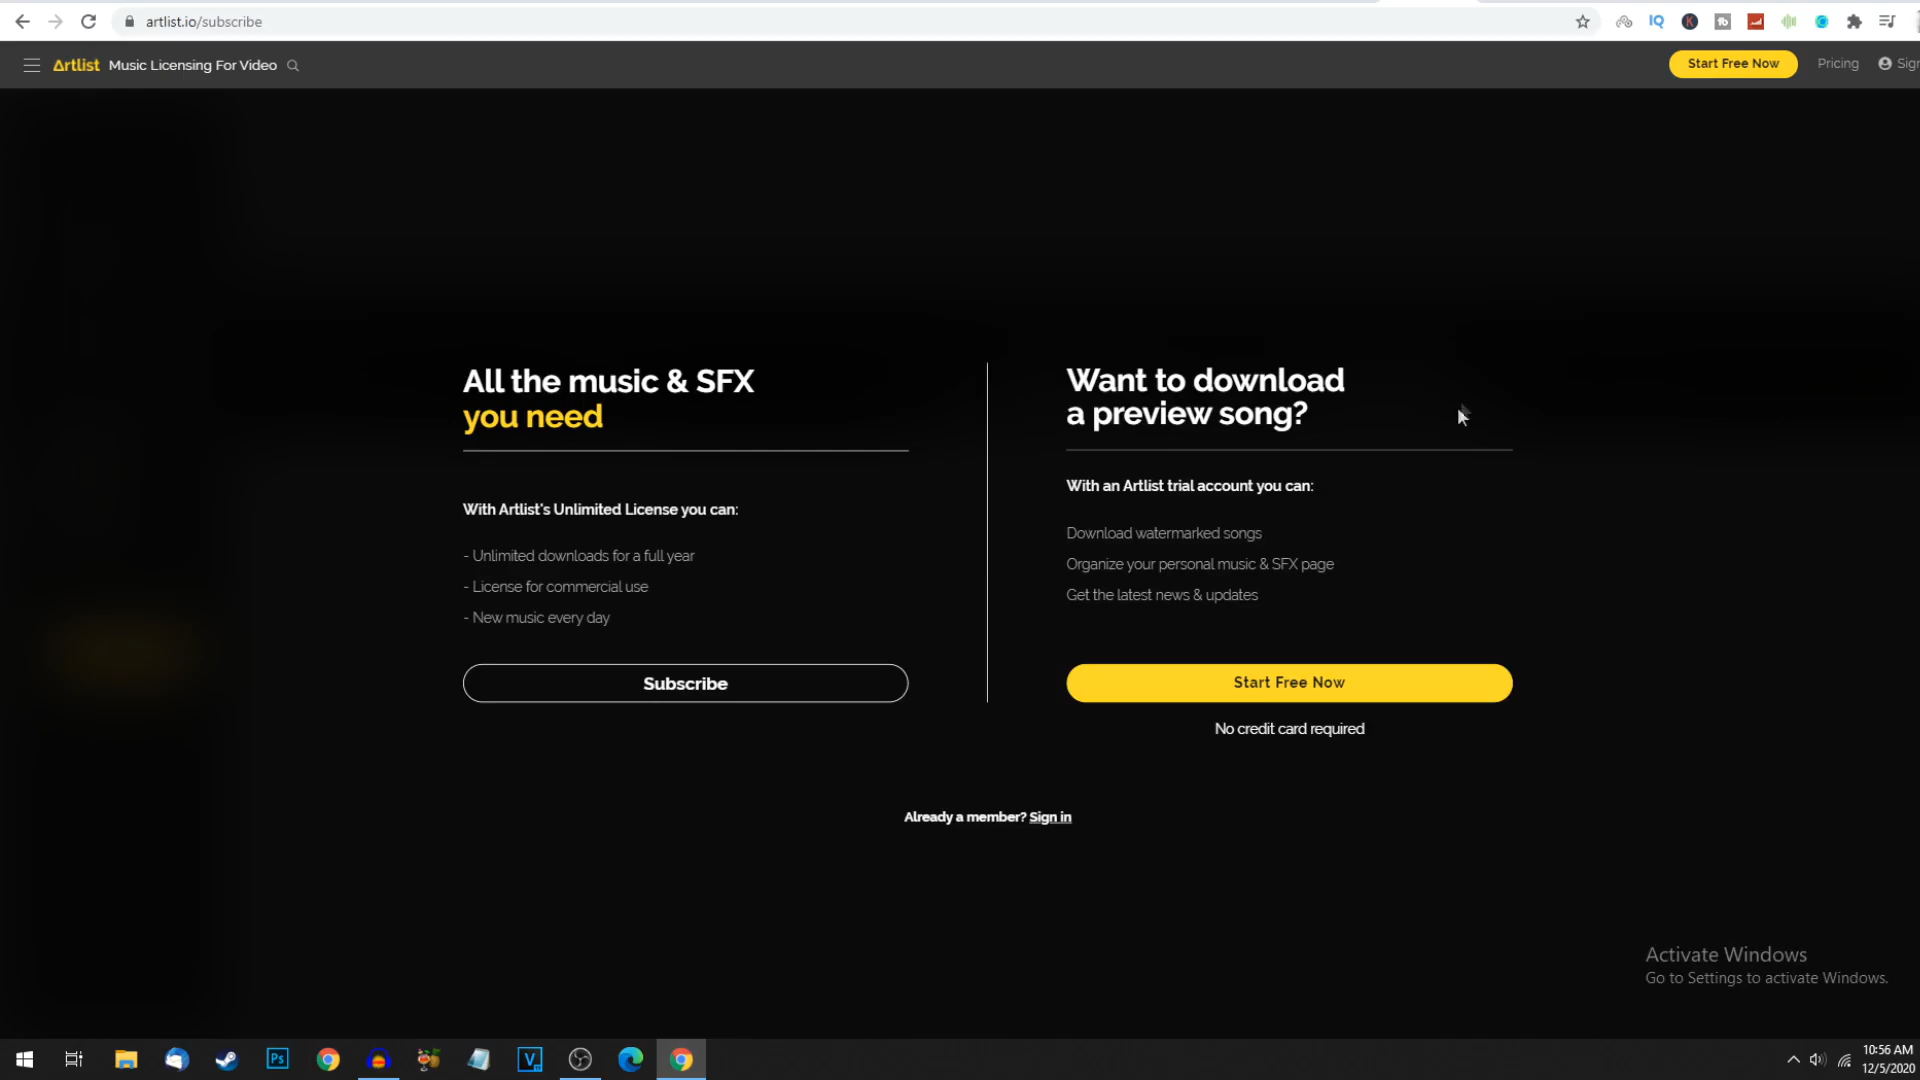 artlist.io/subscribe
IQ
K
Artlist Music Licensing For Video
Start Free Now
Pricing
All the music & SFX
you need
With Artlist's Unlimited License you can:
- Unlimited downloads for a full year
- License for commercial use
- New music every day
Subscribe
Want to download
a preview song?
With an Artlist trial account you can:
Download watermarked songs
Organize your personal music & SFX page
Get the latest news & updates
Start Free Now
No credit card required
Already a member? Sign in
Activate Windows
Go to Settings to activate Windows.
Ps
V
10:56 AM
12/5/2020